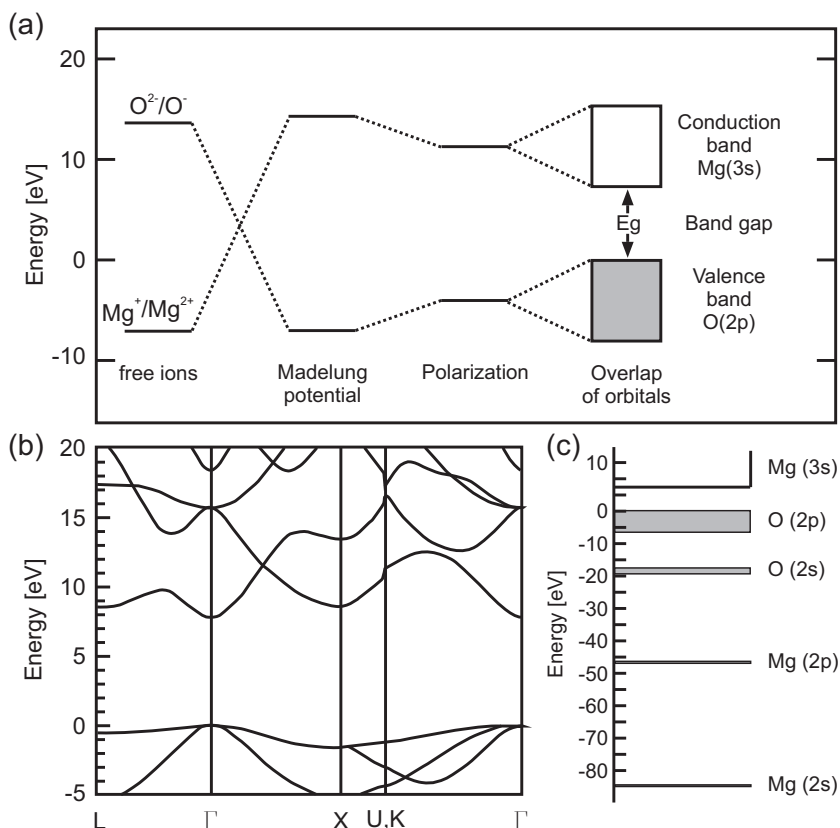 (a)
20
10
0
-10
Energy [eV]
O²⁻/O⁻
Mg⁺/Mg²⁺
free ions
Madelung
potential
Polarization
Overlap
of orbitals
Conduction
band
Mg(3s)
Eg
Band gap
Valence
band
O(2p)
(b)
20
15
10
5
0
-5
Energy [eV]
L
Γ
X
U,K
Γ
(c)
10
0
-10
-20
-30
-40
-50
-60
-70
-80
Energy [eV]
Mg (3s)
O (2p)
O (2s)
Mg (2p)
Mg (2s)